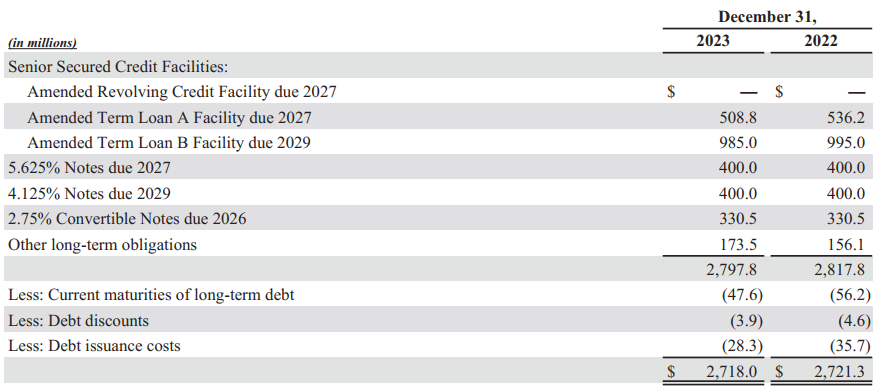 December 31,
(in millions) 2023 2022
Senior Secured Credit Facilities:
Amended Revolving Credit Facility due 2027 $ — $ —
Amended Term Loan A Facility due 2027 508.8 536.2
Amended Term Loan B Facility due 2029 985.0 995.0
5.625% Notes due 2027 400.0 400.0
4.125% Notes due 2029 400.0 400.0
2.75% Convertible Notes due 2026 330.5 330.5
Other long-term obligations 173.5 156.1
2,797.8 2,817.8
Less: Current maturities of long-term debt (47.6) (56.2)
Less: Debt discounts (3.9) (4.6)
Less: Debt issuance costs (28.3) (35.7)
$ 2,718.0 $ 2,721.3